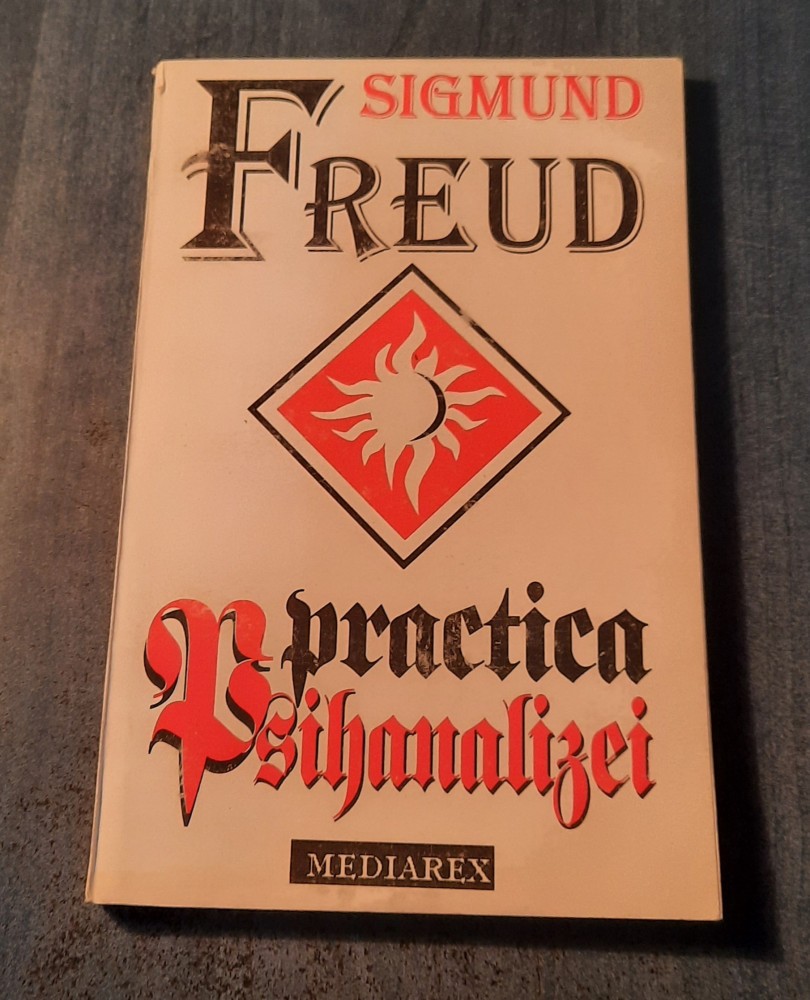 SIGMUND
FREUD
practica
Psihanalizei
MEDIAREX